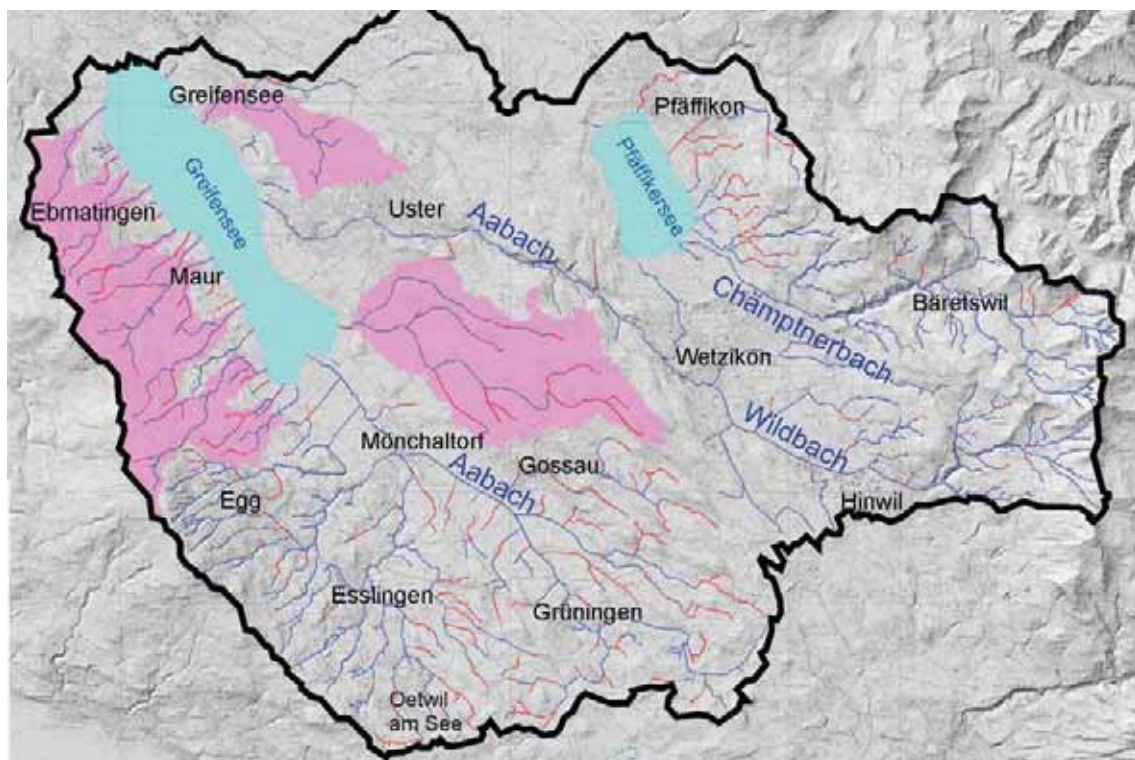 Greifensee
Pfäffikon
Greifensee
Pfäffikersee
Ebmatingen
Uster
Aabach
Maur
Chämptnerbach
Bäretswil
Wetzikon
Mönchaltorf
Aabach
Gossau
Wildbach
Egg
Hinwil
Esslingen
Grüningen
Oetwil
am See